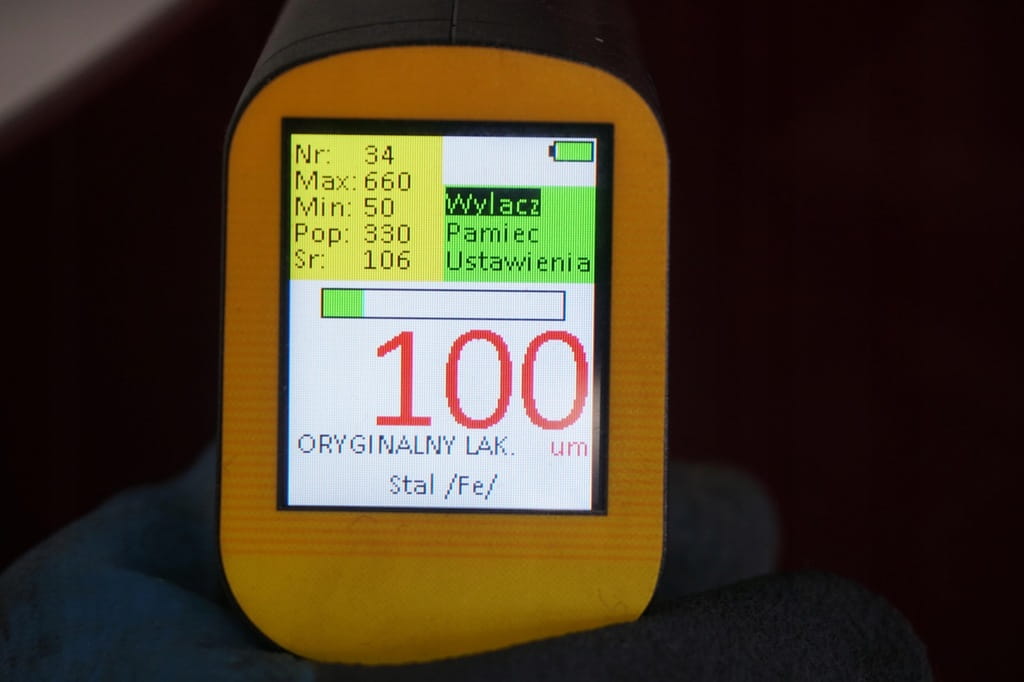 Nr: 34
Max: 660
Min: 50
Pop: 330
Sr: 106
Wylacz
Pamiec
Ustawienia
100
ORYGINALNY LAK. um
Stal /Fe/